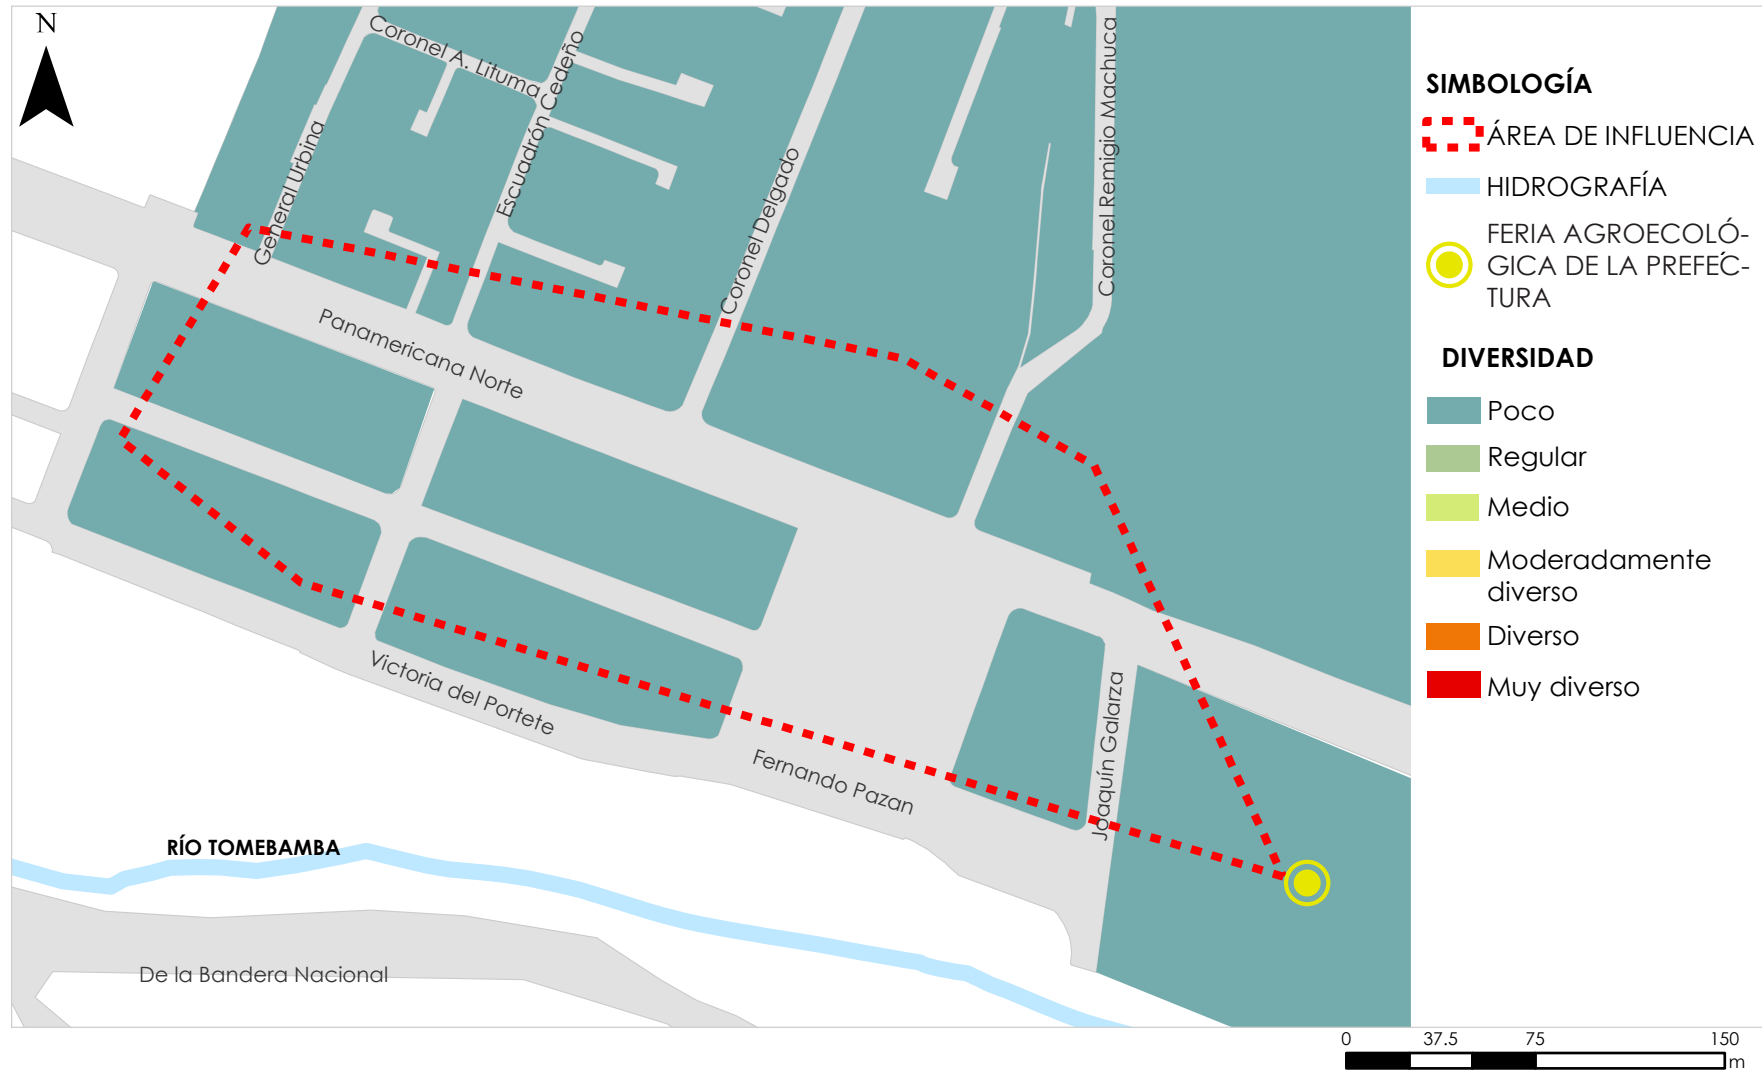 N
Coronel A. Lituma
Escuadrón Cedeño
General Urbina
Coronel Delgado
Coronel Remigio Machuca
Panamericana Norte
Victoria del Portete
Fernando Pazan
Joaquín Galarza
RÍO TOMEBAMBA
De la Bandera Nacional
SIMBOLOGÍA
ÁREA DE INFLUENCIA
HIDROGRAFÍA
FERIA AGROECOLÓ-
GICA DE LA PREFEC-
TURA
DIVERSIDAD
Poco
Regular
Medio
Moderadamente
diverso
Diverso
Muy diverso
0 37.5 75 150
m